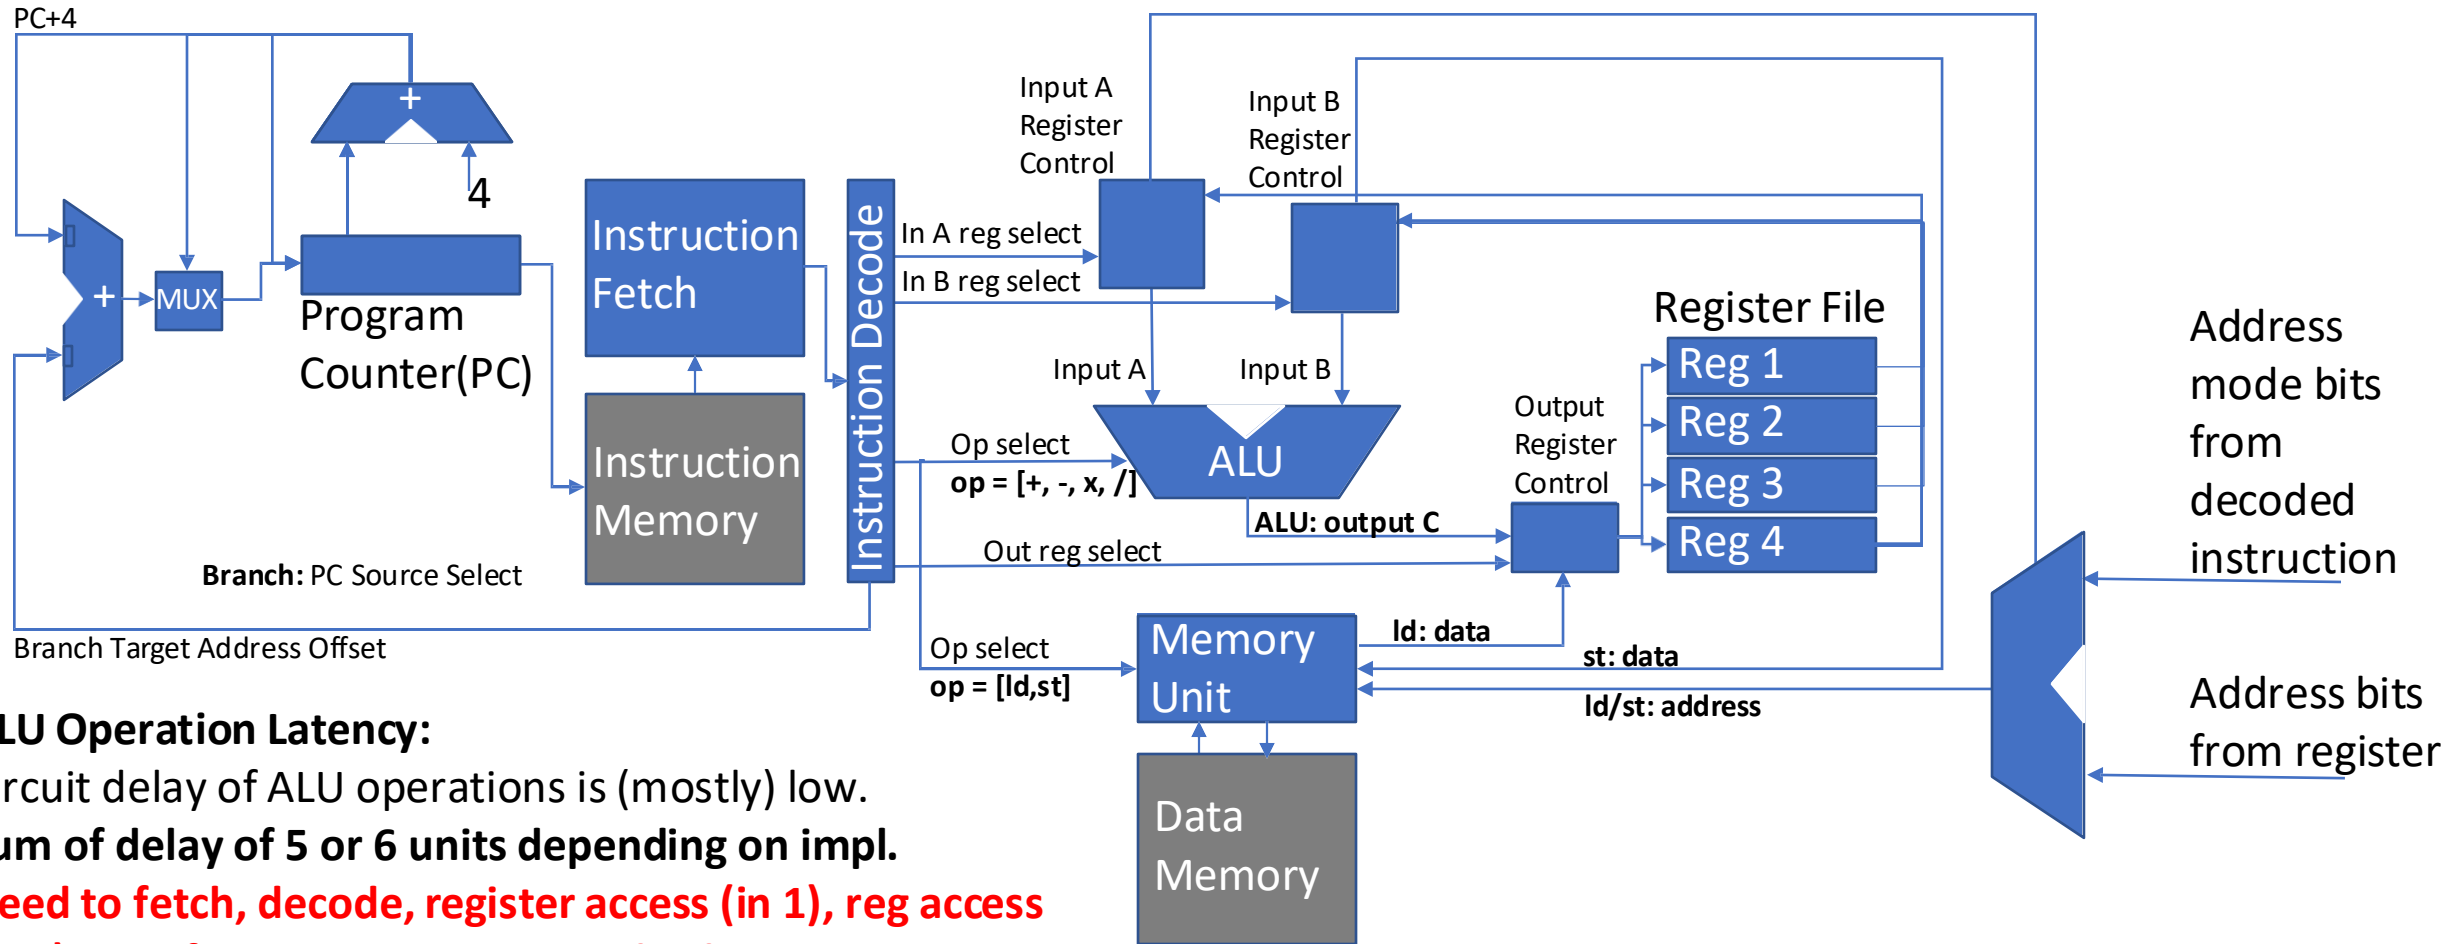 PC+4
+
4
+
MUX
Program
Counter(PC)
Instruction
Fetch
Instruction
Memory
Instruction Decode
Branch: PC Source Select
Branch Target Address Offset
Input A
Register
Control
Input B
Register
Control
In A reg select
In B reg select
Input A
Input B
Op select
op = [+, -, x, /]
ALU
ALU: output C
Out reg select
Output
Register
Control
Register File
Reg 1
Reg 2
Reg 3
Reg 4
Op select
op = [ld,st]
Memory
Unit
ld: data
st: data
ld/st: address
Data
Memory
Address
mode bits
from
decoded
instruction
Address bits
from register
LU Operation Latency:
ircuit delay of ALU operations is (mostly) low.
um of delay of 5 or 6 units depending on impl.
eed to fetch, decode, register access (in 1), reg access